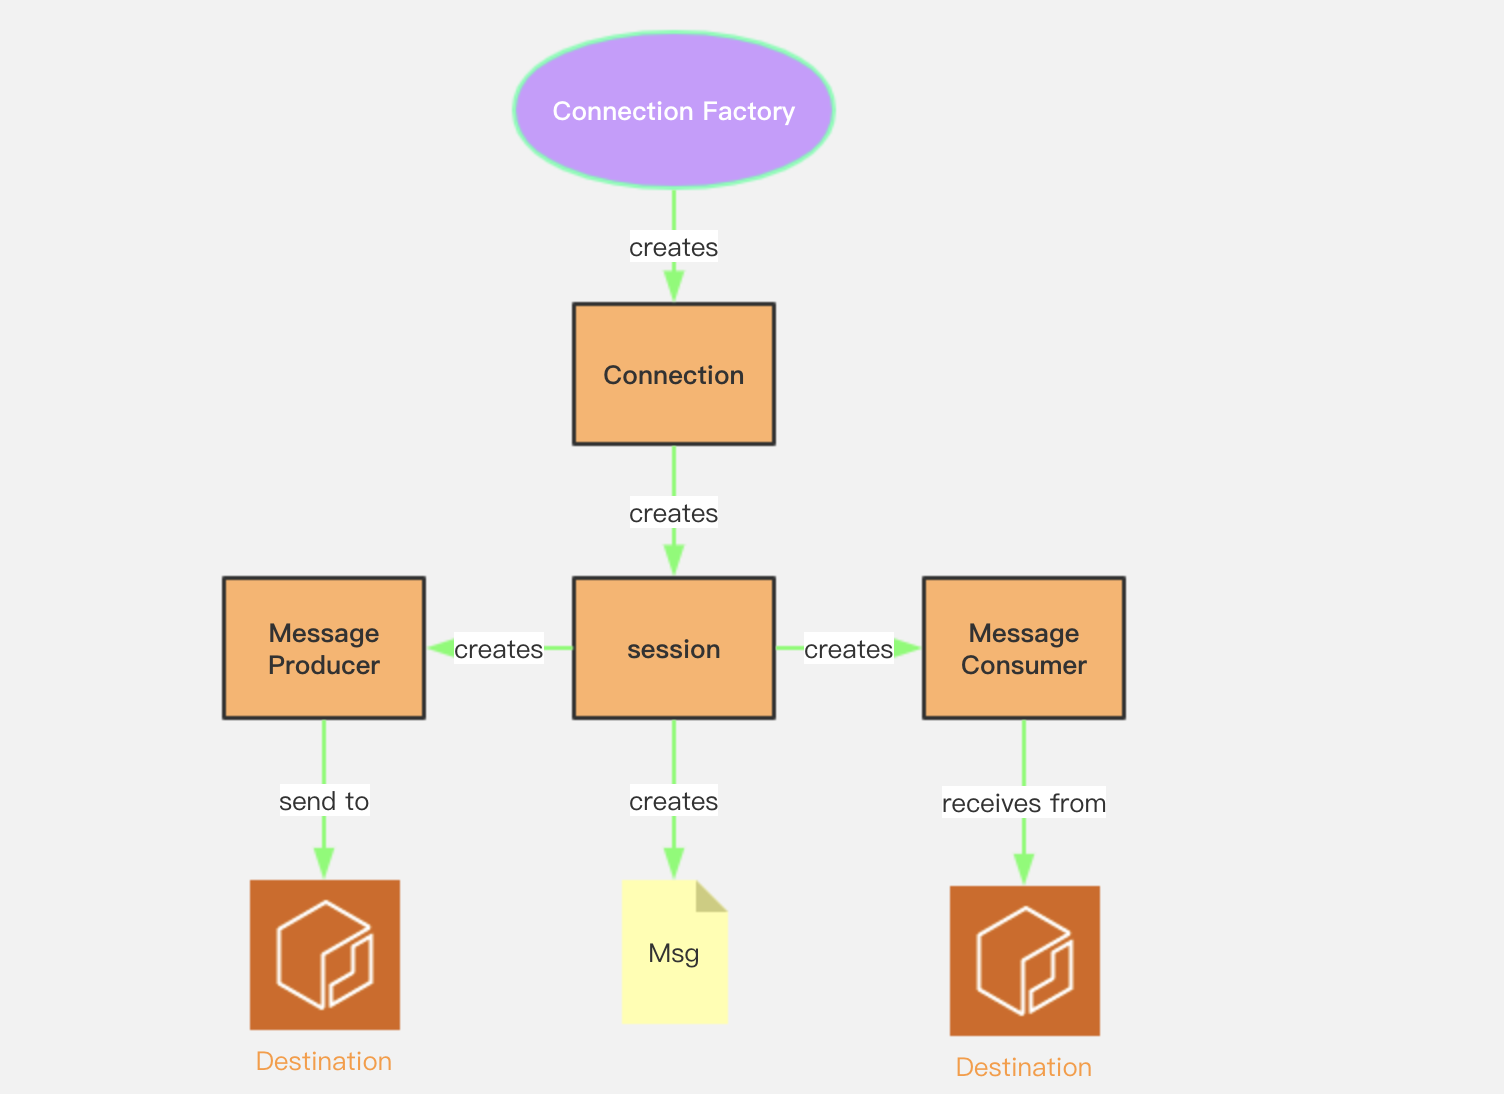 Connection Factory
creates
Connection
creates
Message
Producer
creates
session
creates
Message
Consumer
send to
creates
receives from
Msg
Destination
Destination